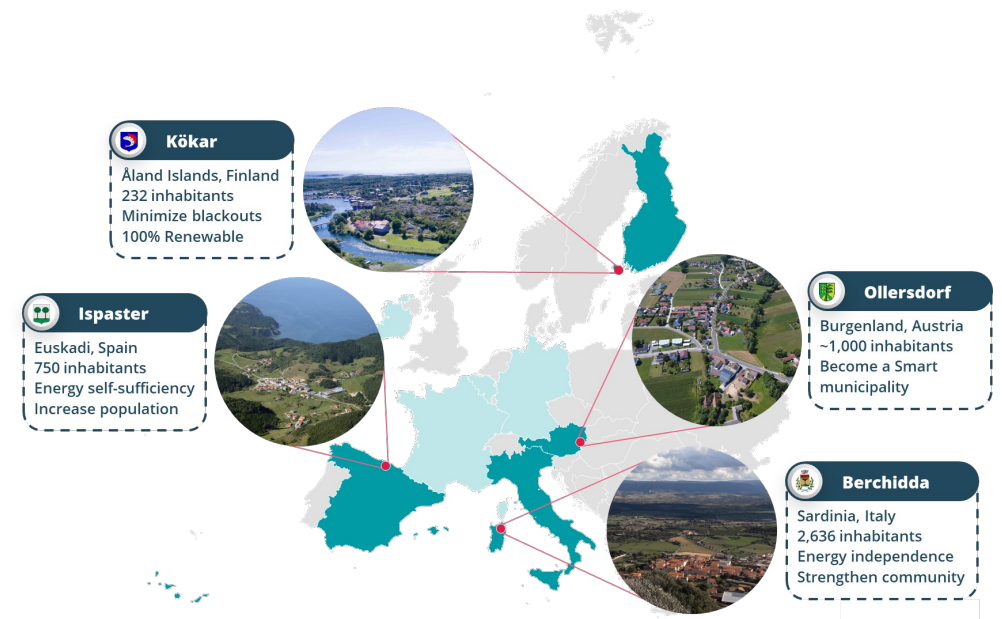 Kökar
Åland Islands, Finland
232 inhabitants
Minimize blackouts
100% Renewable
Ispaster
Euskadi, Spain
750 inhabitants
Energy self-sufficiency
Increase population
Ollersdorf
Burgenland, Austria
~1,000 inhabitants
Become a Smart
municipality
Berchidda
Sardinia, Italy
2,636 inhabitants
Energy independence
Strengthen community